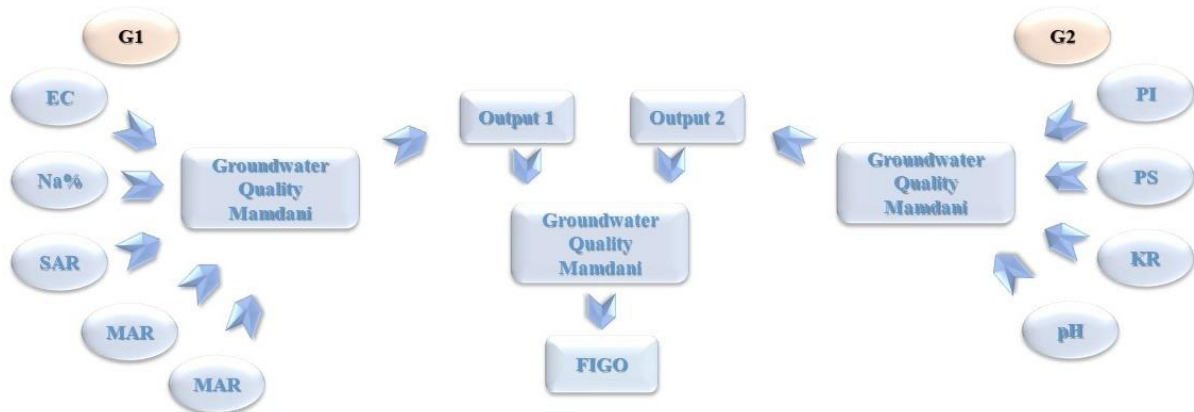 G1
EC
Na%
SAR
MAR
MAR
Groundwater
Quality
Mamdani
Output 1
Output 2
Groundwater
Quality
Mamdani
FIGO
Groundwater
Quality
Mamdani
G2
PI
PS
KR
pH